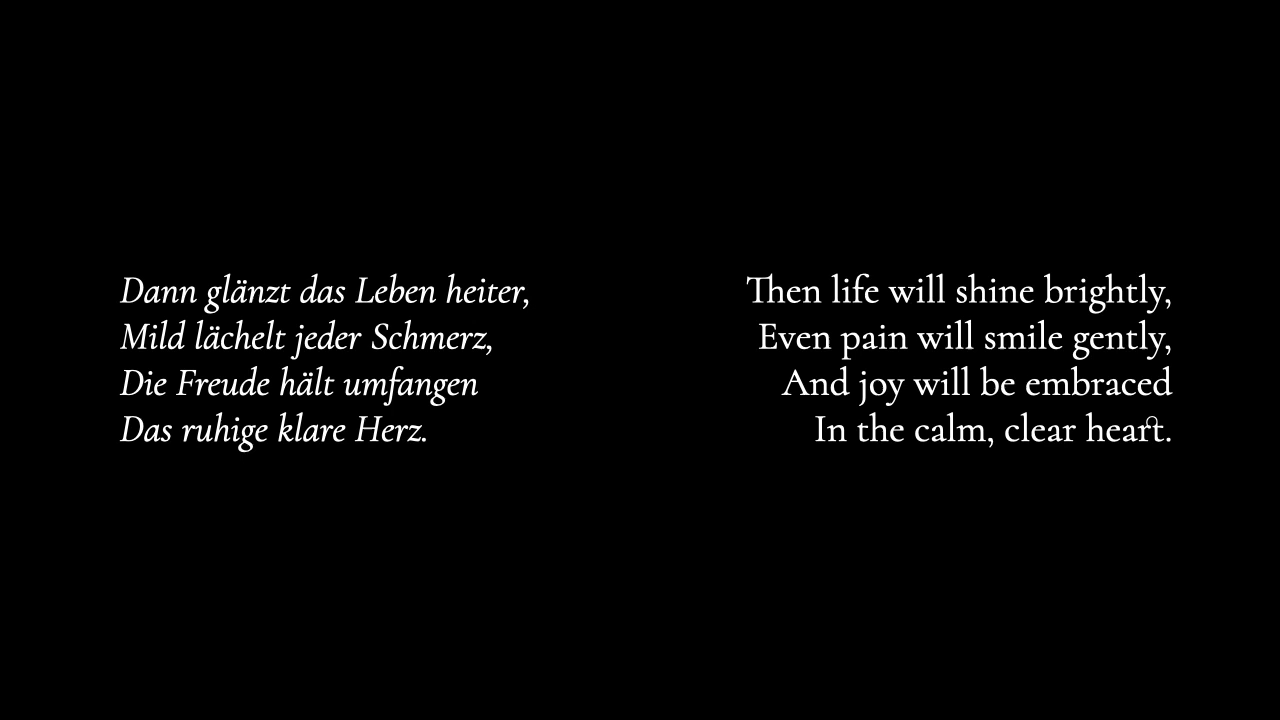 Dann glänzt das Leben heiter,
Mild lächelt jeder Schmerz,
Die Freude hält umfangen
Das ruhige klare Herz.
Then life will shine brightly,
Even pain will smile gently,
And joy will be embraced
In the calm, clear heart.